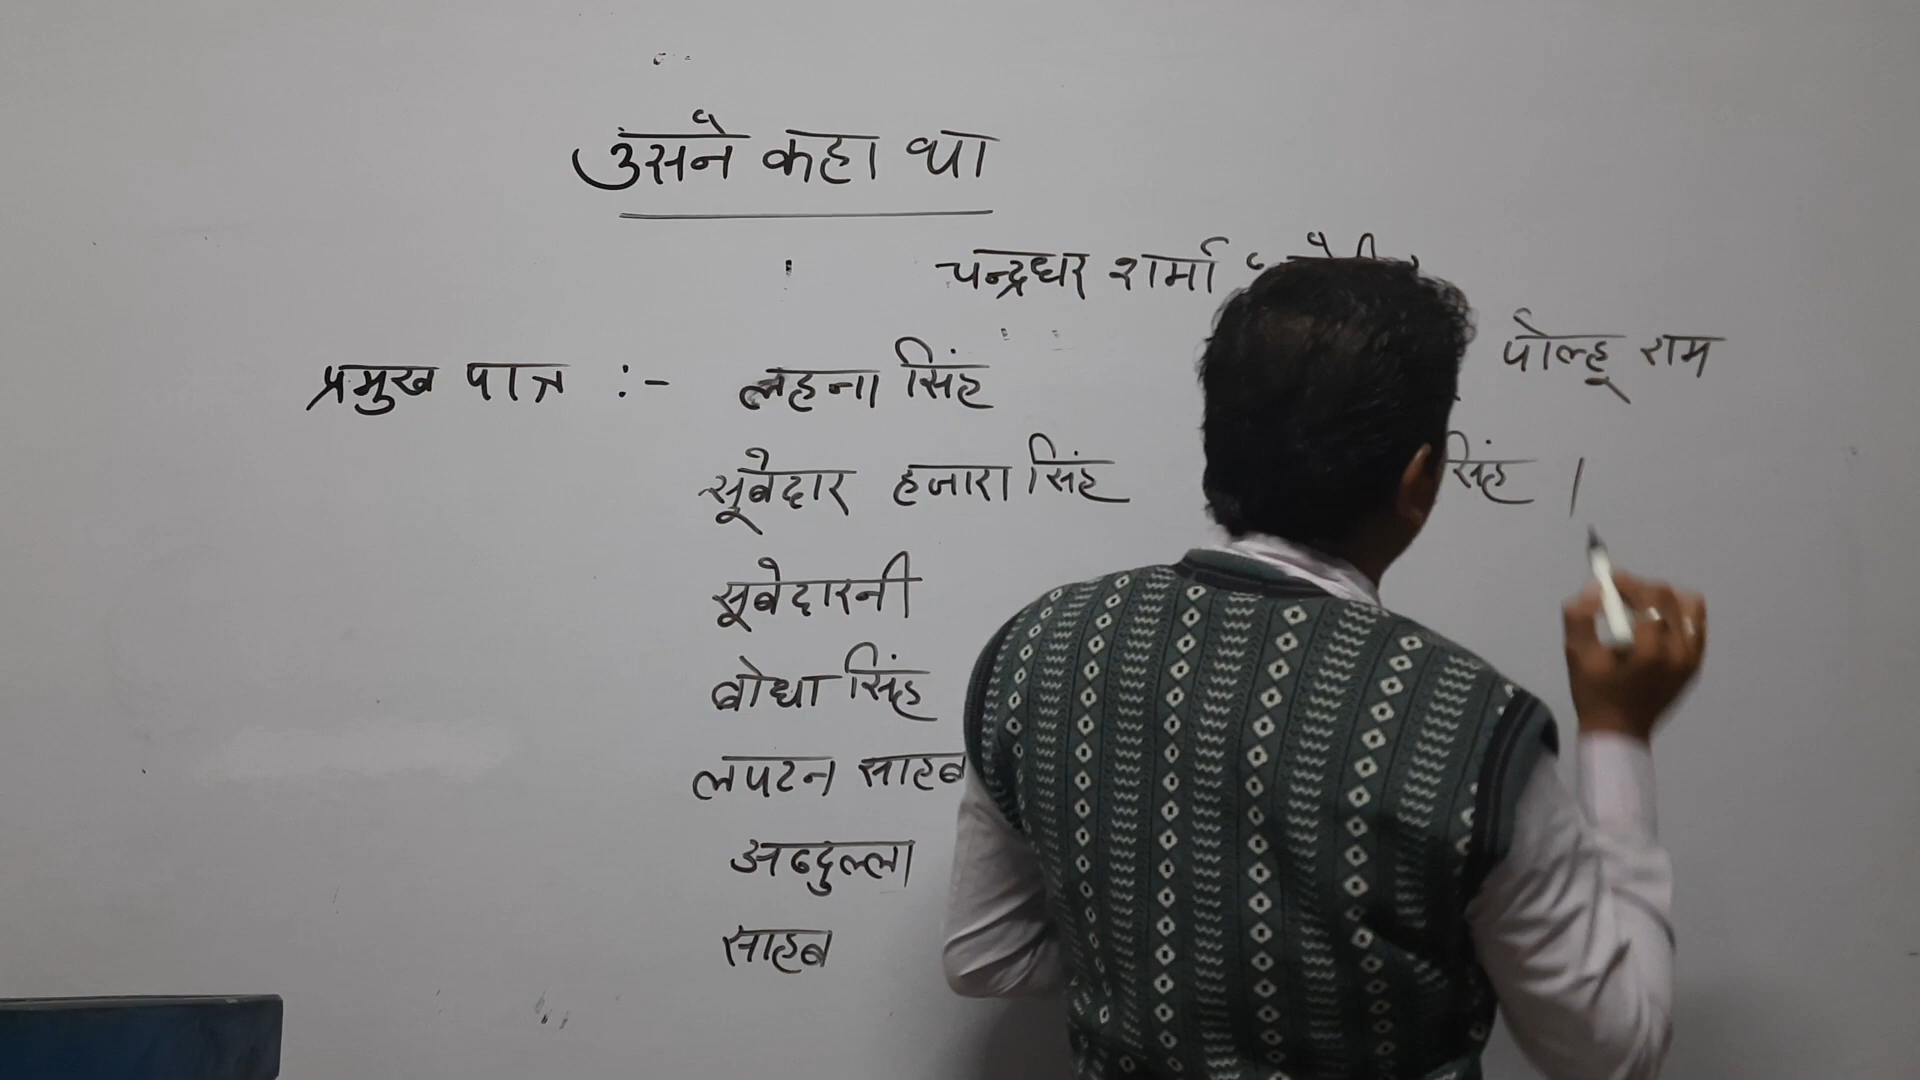 उसने कहा था
चन्द्रधर शर्मा
प्रमुख पात्र :- लहना सिंह पोल्हू राम
सूबेदार हजारा सिंह सिंह ।
सूबेदारनी
बोधा सिंह
लपटन साहब
अब्दुल्ला
साहब